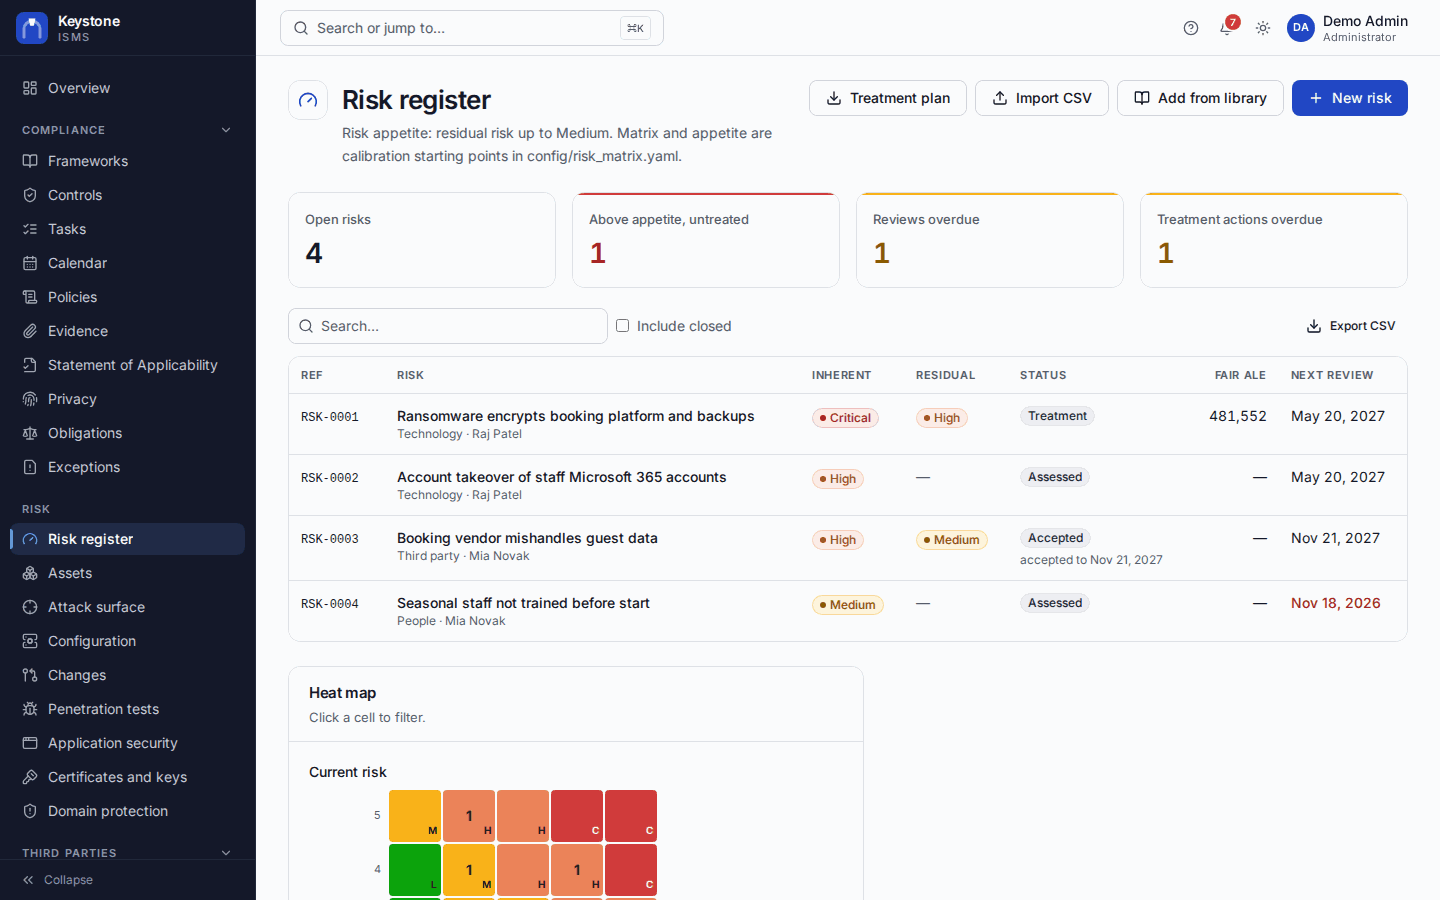 Keystone
ISMS
Search or jump to...
⌘K
7
DA
Demo Admin
Administrator
Overview
COMPLIANCE
Frameworks
Controls
Tasks
Calendar
Policies
Evidence
Statement of Applicability
Privacy
Obligations
Exceptions
RISK
Risk register
Assets
Attack surface
Configuration
Changes
Penetration tests
Application security
Certificates and keys
Domain protection
THIRD PARTIES
Collapse
Risk register
Risk appetite: residual risk up to Medium. Matrix and appetite are
calibration starting points in config/risk_matrix.yaml.
Treatment plan
Import CSV
Add from library
New risk
Open risks
4
Above appetite, untreated
1
Reviews overdue
1
Treatment actions overdue
1
Search...
Include closed
Export CSV
REF RISK INHERENT RESIDUAL STATUS FAIR ALE NEXT REVIEW
RSK-0001 Ransomware encrypts booking platform and backups Critical High Treatment 481,552 May 20, 2027
Technology · Raj Patel
RSK-0002 Account takeover of staff Microsoft 365 accounts High — Assessed — May 20, 2027
Technology · Raj Patel
RSK-0003 Booking vendor mishandles guest data High Medium Accepted — Nov 21, 2027
Third party · Mia Novak accepted to Nov 21, 2027
RSK-0004 Seasonal staff not trained before start Medium — Assessed — Nov 18, 2026
People · Mia Novak
Heat map
Click a cell to filter.
Current risk
5 M 1 H H C C
4 L 1 M H 1 H C